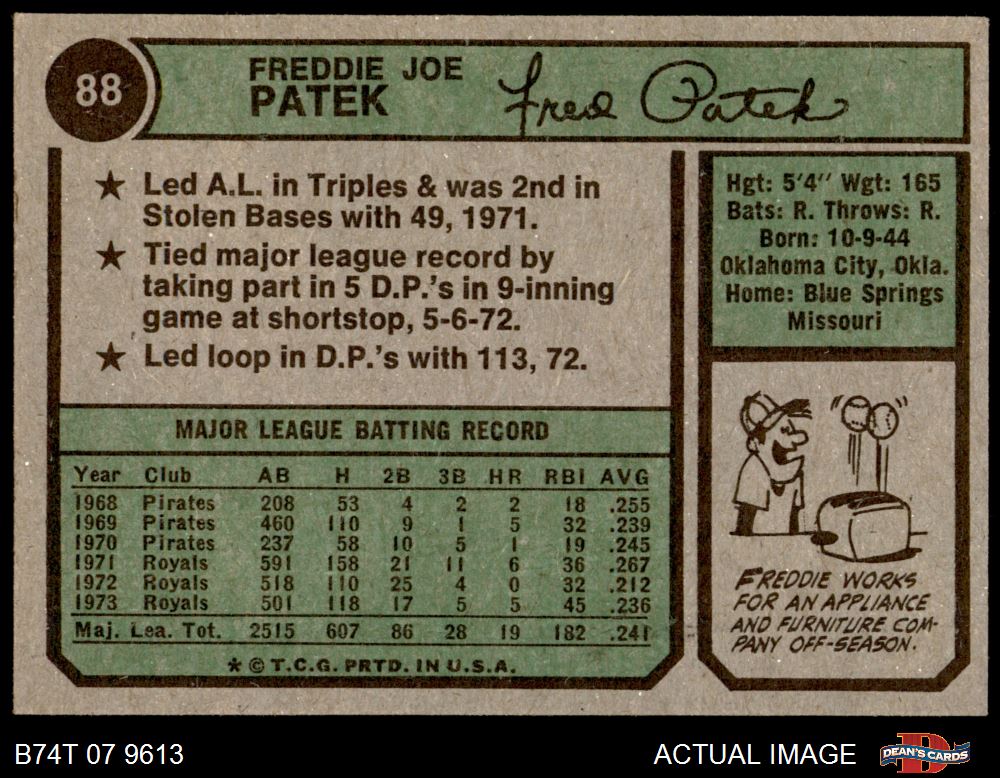 88
FREDDIE JOE
PATEK
Fred Patek
★ Led A.L. in Triples & was 2nd in
Stolen Bases with 49, 1971.
★ Tied major league record by
taking part in 5 D.P.'s in 9-inning
game at shortstop, 5-6-72.
★ Led loop in D.P.'s with 113, 72.
Hgt: 5'4" Wgt: 165
Bats: R. Throws: R.
Born: 10-9-44
Oklahoma City, Okla.
Home: Blue Springs
Missouri
MAJOR LEAGUE BATTING RECORD
Year Club AB H 2B 3B HR RBI AVG
1968 Pirates 208 53 4 2 2 18 .255
1969 Pirates 460 110 9 1 5 32 .239
1970 Pirates 237 58 10 5 1 19 .245
1971 Royals 591 158 21 11 6 36 .267
1972 Royals 518 110 25 4 0 32 .212
1973 Royals 501 118 17 5 5 45 .236
Maj. Lea. Tot. 2515 607 86 28 19 182 .241
★ © T.C.G. PRTD. IN U.S.A.
FREDDIE WORKS
FOR AN APPLIANCE
AND FURNITURE COM-
PANY OFF-SEASON.
B74T 07 9613
ACTUAL IMAGE
D
DEAN'S CARDS